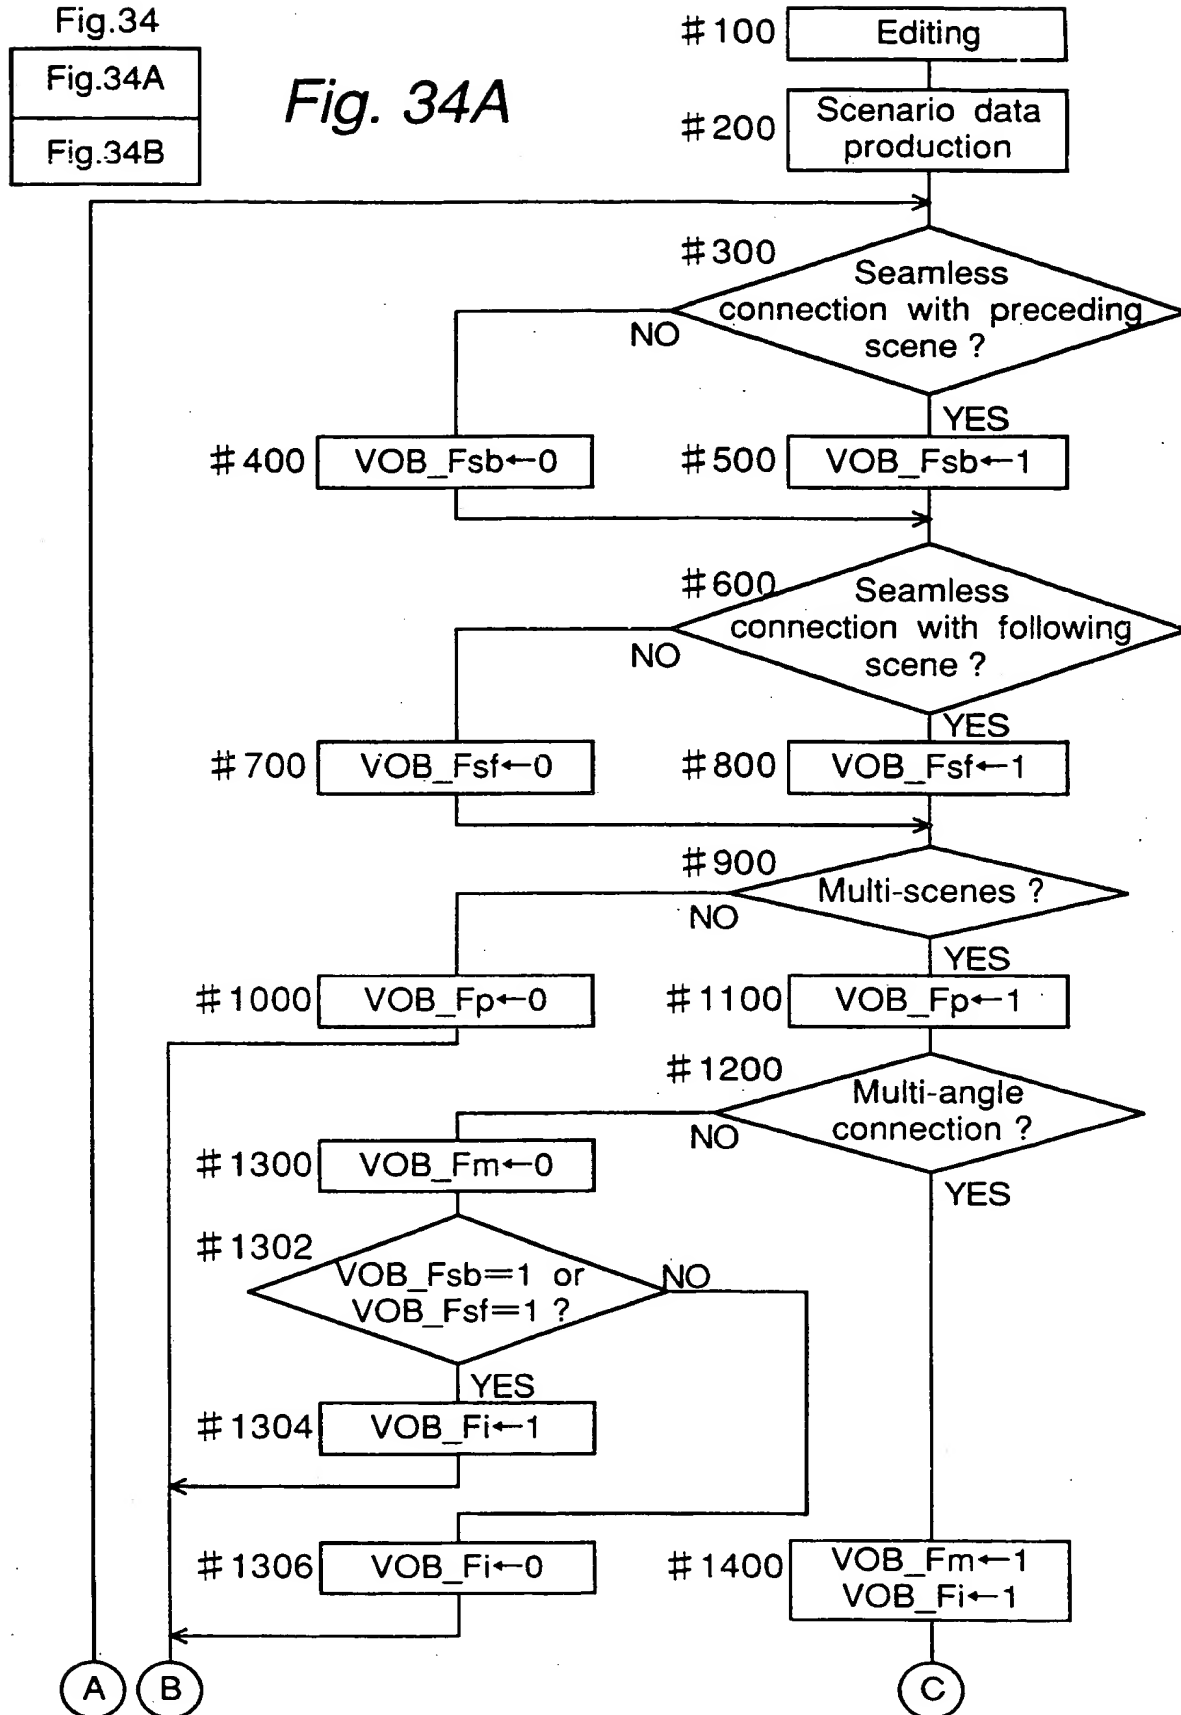 Fig.34
Fig.34A
Fig.34B
Fig. 34A
#100
Editing
#200
Scenario data
production
#300
Seamless
connection with preceding
scene ?
NO
YES
#400
VOB_Fsb←0
#500
VOB_Fsb←1
#600
Seamless
connection with following
scene ?
NO
YES
#700
VOB_Fsf←0
#800
VOB_Fsf←1
#900
Multi-scenes ?
NO
YES
#1000
VOB_Fp←0
#1100
VOB_Fp←1
#1200
Multi-angle
connection ?
NO
YES
#1300
VOB_Fm←0
#1302
VOB_Fsb=1 or
VOB_Fsf=1 ?
NO
YES
#1304
VOB_Fi←1
#1306
VOB_Fi←0
#1400
VOB_Fm←1
VOB_Fi←1
A
B
C